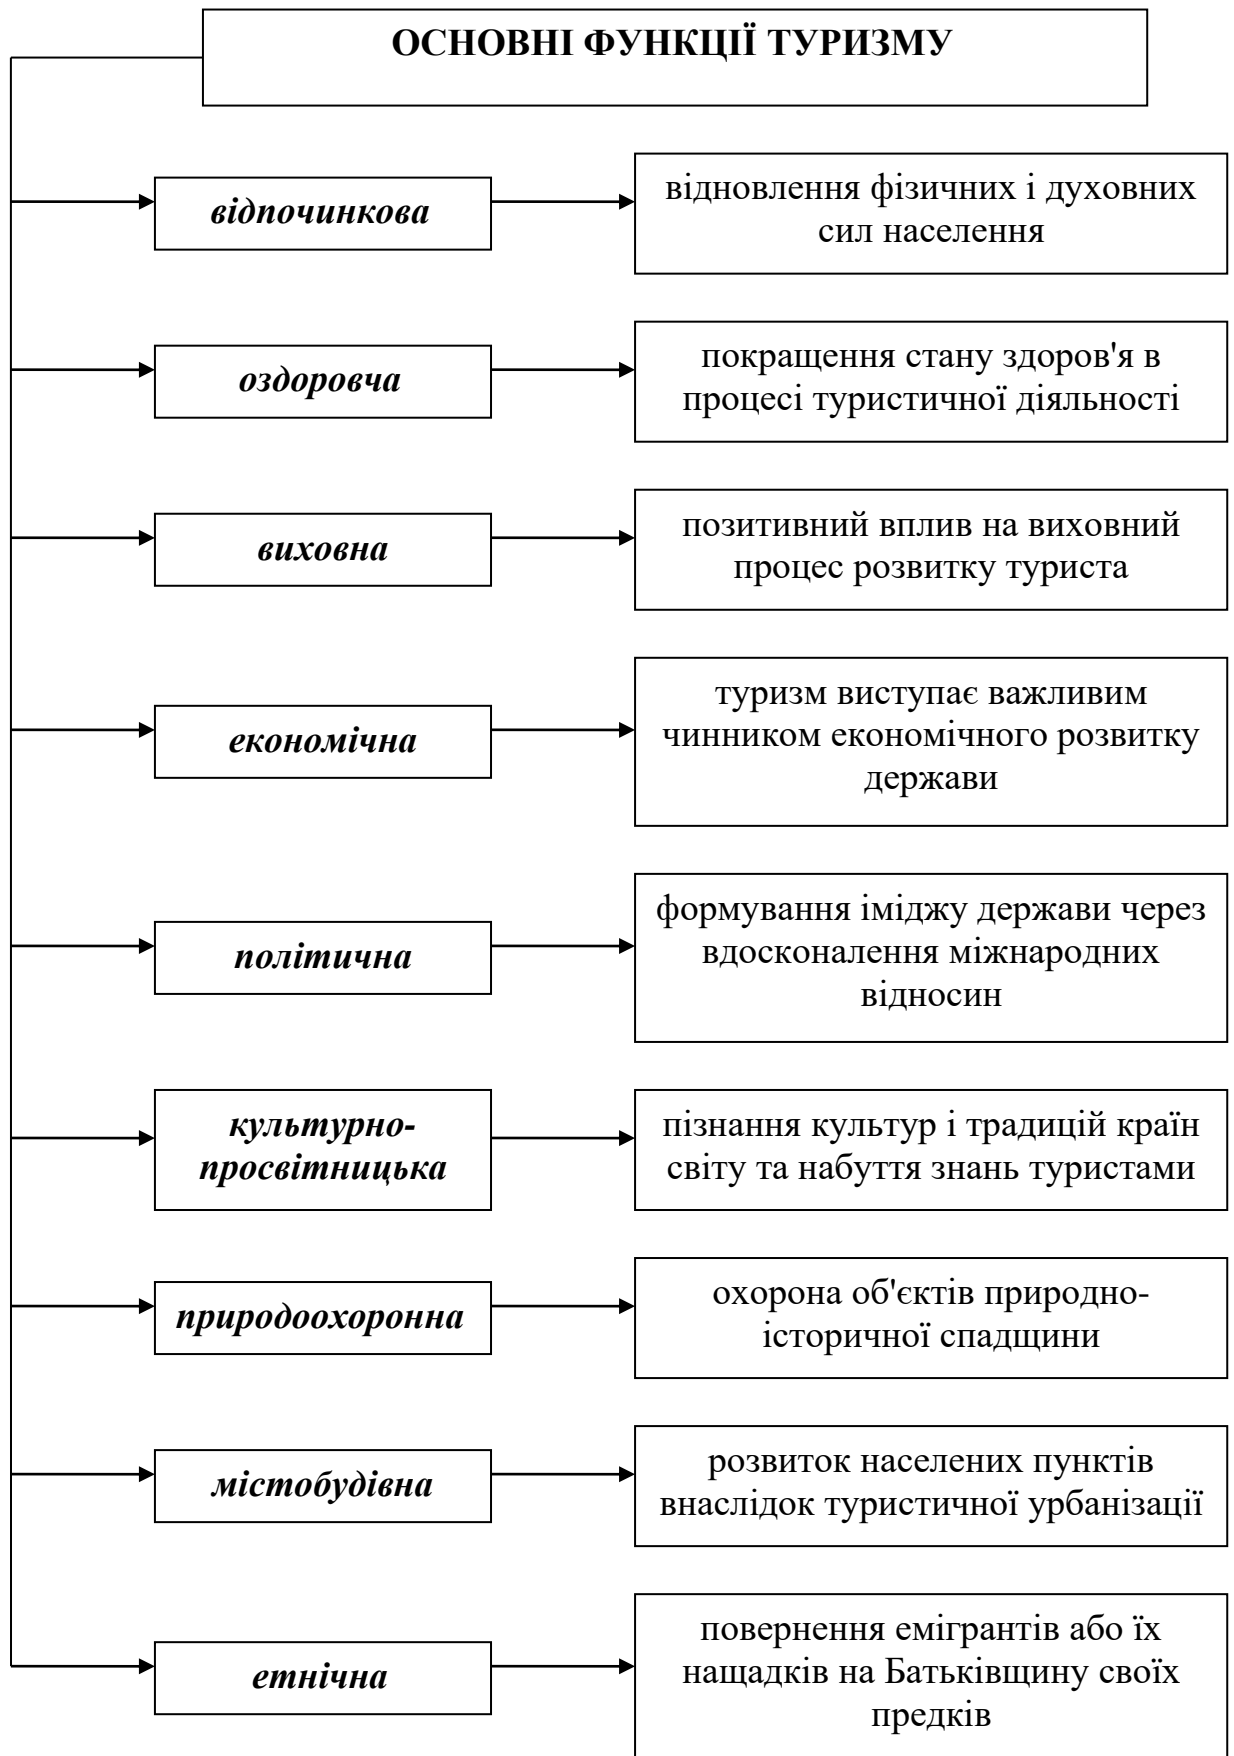 ОСНОВНІ ФУНКЦІЇ ТУРИЗМУ
відпочинкова
відновлення фізичних і духовних
сил населення
оздоровча
покращення стану здоров'я в
процесі туристичної діяльності
виховна
позитивний вплив на виховний
процес розвитку туриста
економічна
туризм виступає важливим
чинником економічного розвитку
держави
політична
формування іміджу держави через
вдосконалення міжнародних
відносин
культурно-
просвітницька
пізнання культур і традицій країн
світу та набуття знань туристами
природоохоронна
охорона об'єктів природно-
історичної спадщини
містобудівна
розвиток населених пунктів
внаслідок туристичної урбанізації
етнічна
повернення емігрантів або їх
нащадків на Батьківщину своїх
предків